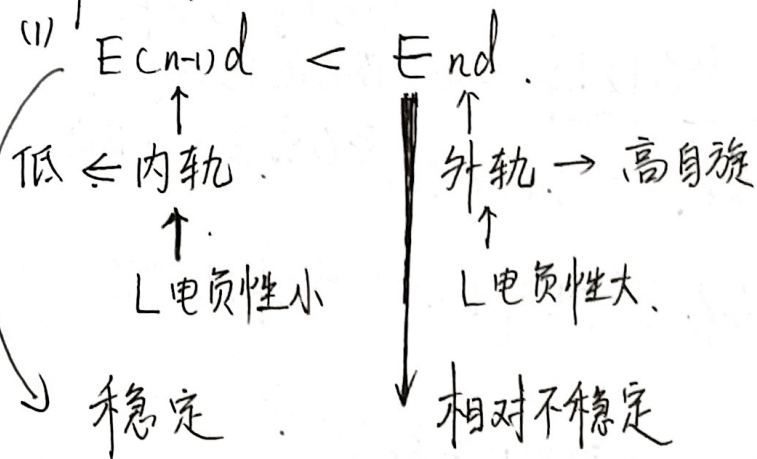 (1) E(n-1)d < End.
↑ ↑
低 ← 内轨. 外轨. → 高自旋
↑. ↑
L电负性小 L电负性大、
稳定. 相对不稳定